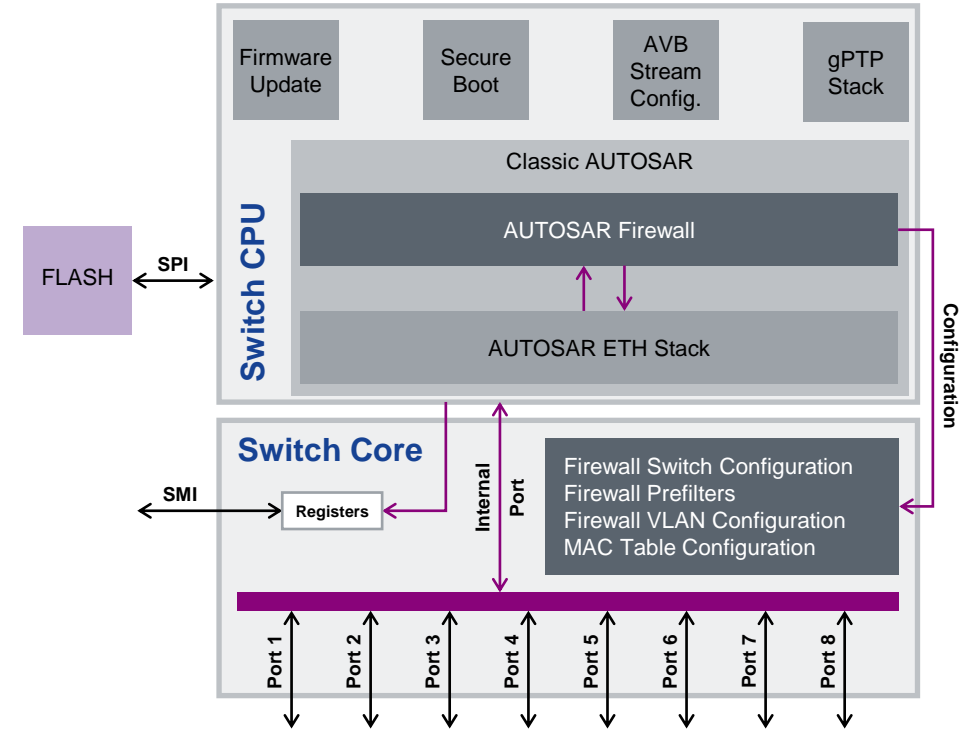 Firmware
Update
Secure
Boot
AVB
Stream
Config.
gPTP
Stack
Classic AUTOSAR
AUTOSAR Firewall
AUTOSAR ETH Stack
Switch CPU
FLASH
SPI
Configuration
Switch Core
SMI
Registers
Internal
Port
Firewall Switch Configuration
Firewall Prefilters
Firewall VLAN Configuration
MAC Table Configuration
Port 1
Port 2
Port 3
Port 4
Port 5
Port 6
Port 7
Port 8